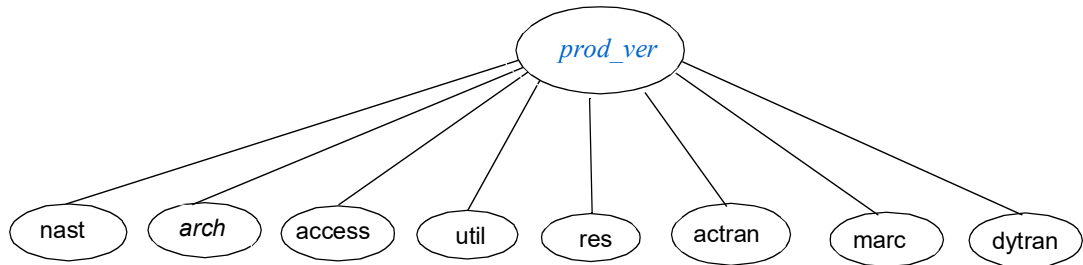 prod_ver
nast
arch
access
util
res
actran
marc
dytran